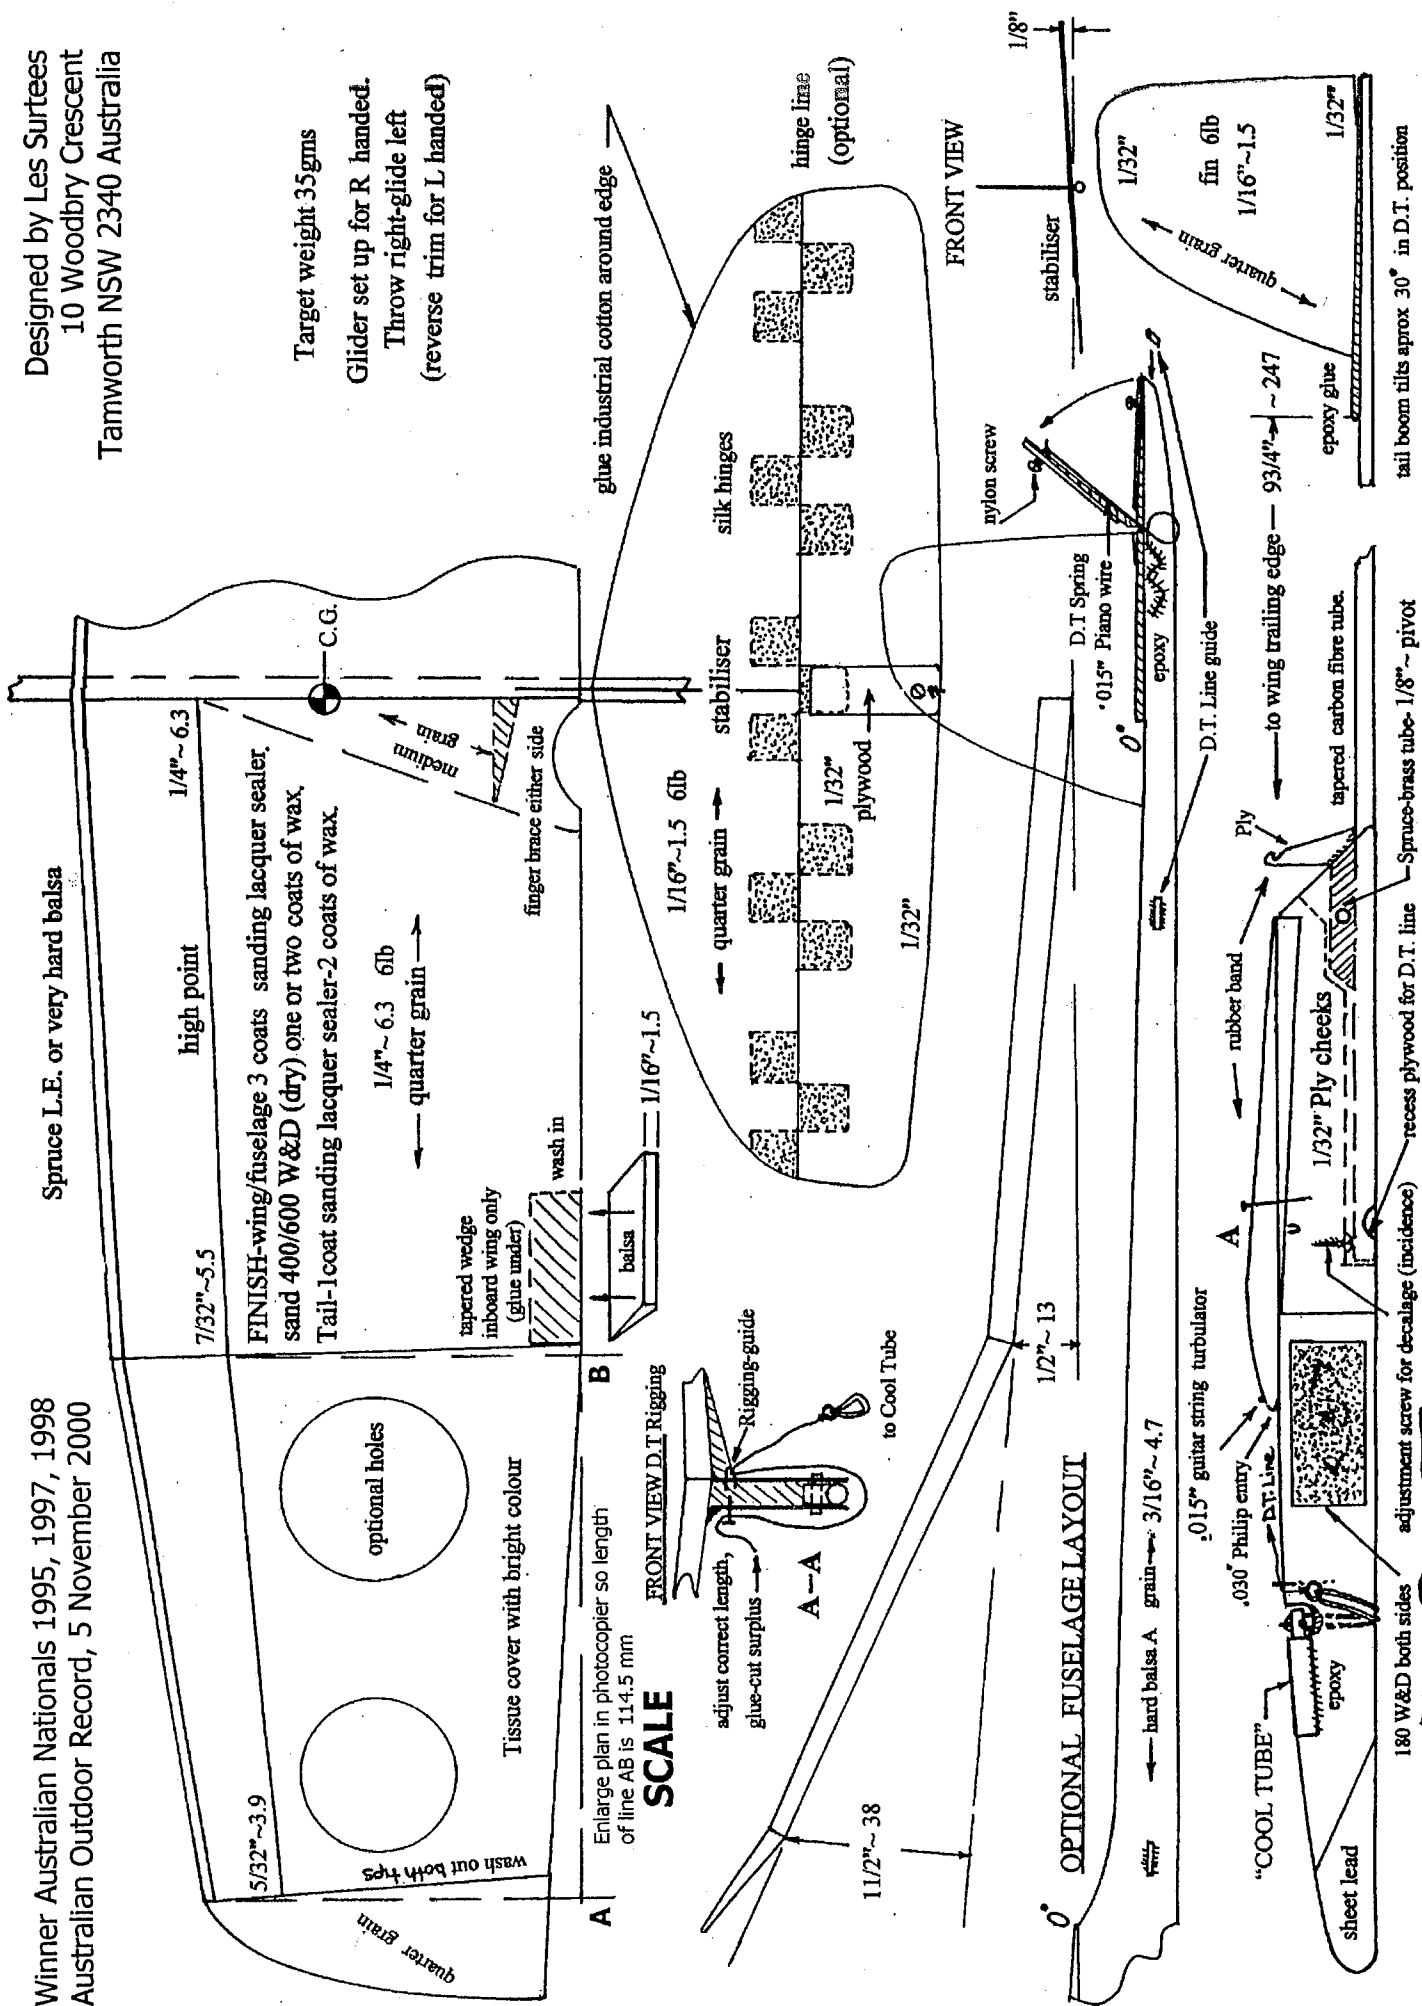 Winner Australian Nationals 1995, 1997, 1998
Australian Outdoor Record, 5 November 2000
Designed by Les Surtees
10 Woodbry Crescent
Tamworth NSW 2340 Australia
Spruce L.E. or very hard balsa
Target weight 35gms
Glider set up for R handed.
Throw right-glide left
(reverse trim for L handed)
5/32"~3.9
7/32"~5.5
high point
1/4"~ 6.3
C.G.
FINISH-wing/fuselage 3 coats sanding lacquer sealer.
sand 400/600 W&D (dry) one or two coats of wax.
Tail-1coat sanding lacquer sealer-2 coats of wax.
optional holes
1/4"~ 6.3 6lb
quarter grain
medium
grain
finger brace either side
quarter grain
wash out both tips
Tissue cover with bright colour
tapered wedge
inboard wing only
(glue under)
wash in
A
B
balsa
1/16"~1.5
Enlarge plan in photocopier so length
of line AB is 114.5 mm
SCALE
glue industrial cotton around edge
1/16"~1.5 6lb
quarter grain
stabiliser
silk hinges
hinge line
(optional)
1/32"
plywood
1/32"
FRONT VIEW D.T Rigging
Rigging-guide
adjust correct length,
glue-cut surplus
A--A
to Cool Tube
11/2"~ 38
1/2"~ 13
FRONT VIEW
stabiliser
1/8"
OPTIONAL FUSELAGE LAYOUT
0°
hard balsa A grain 3/16"~ 4.7
D.T Spring
.015" Piano wire
nylon screw
0°
epoxy
D.T. Line guide
1/32"
fin 6lb
1/16"~1.5
quarter grain
1/32"
epoxy glue
tail boom tilts aprox 30° in D.T. position
"COOL TUBE"
.030" Philip entry
D.T Line
.015" guitar string turbulator
A
rubber band
Ply
to wing trailing edge 93/4" ~ 247
sheet lead
epoxy
1/32" Ply cheeks
tapered carbon fibre tube.
180 W&D both sides
adjustment screw for decalage (incidence)
recess plywood for D.T. line
Spruce-brass tube- 1/8"~ pivot